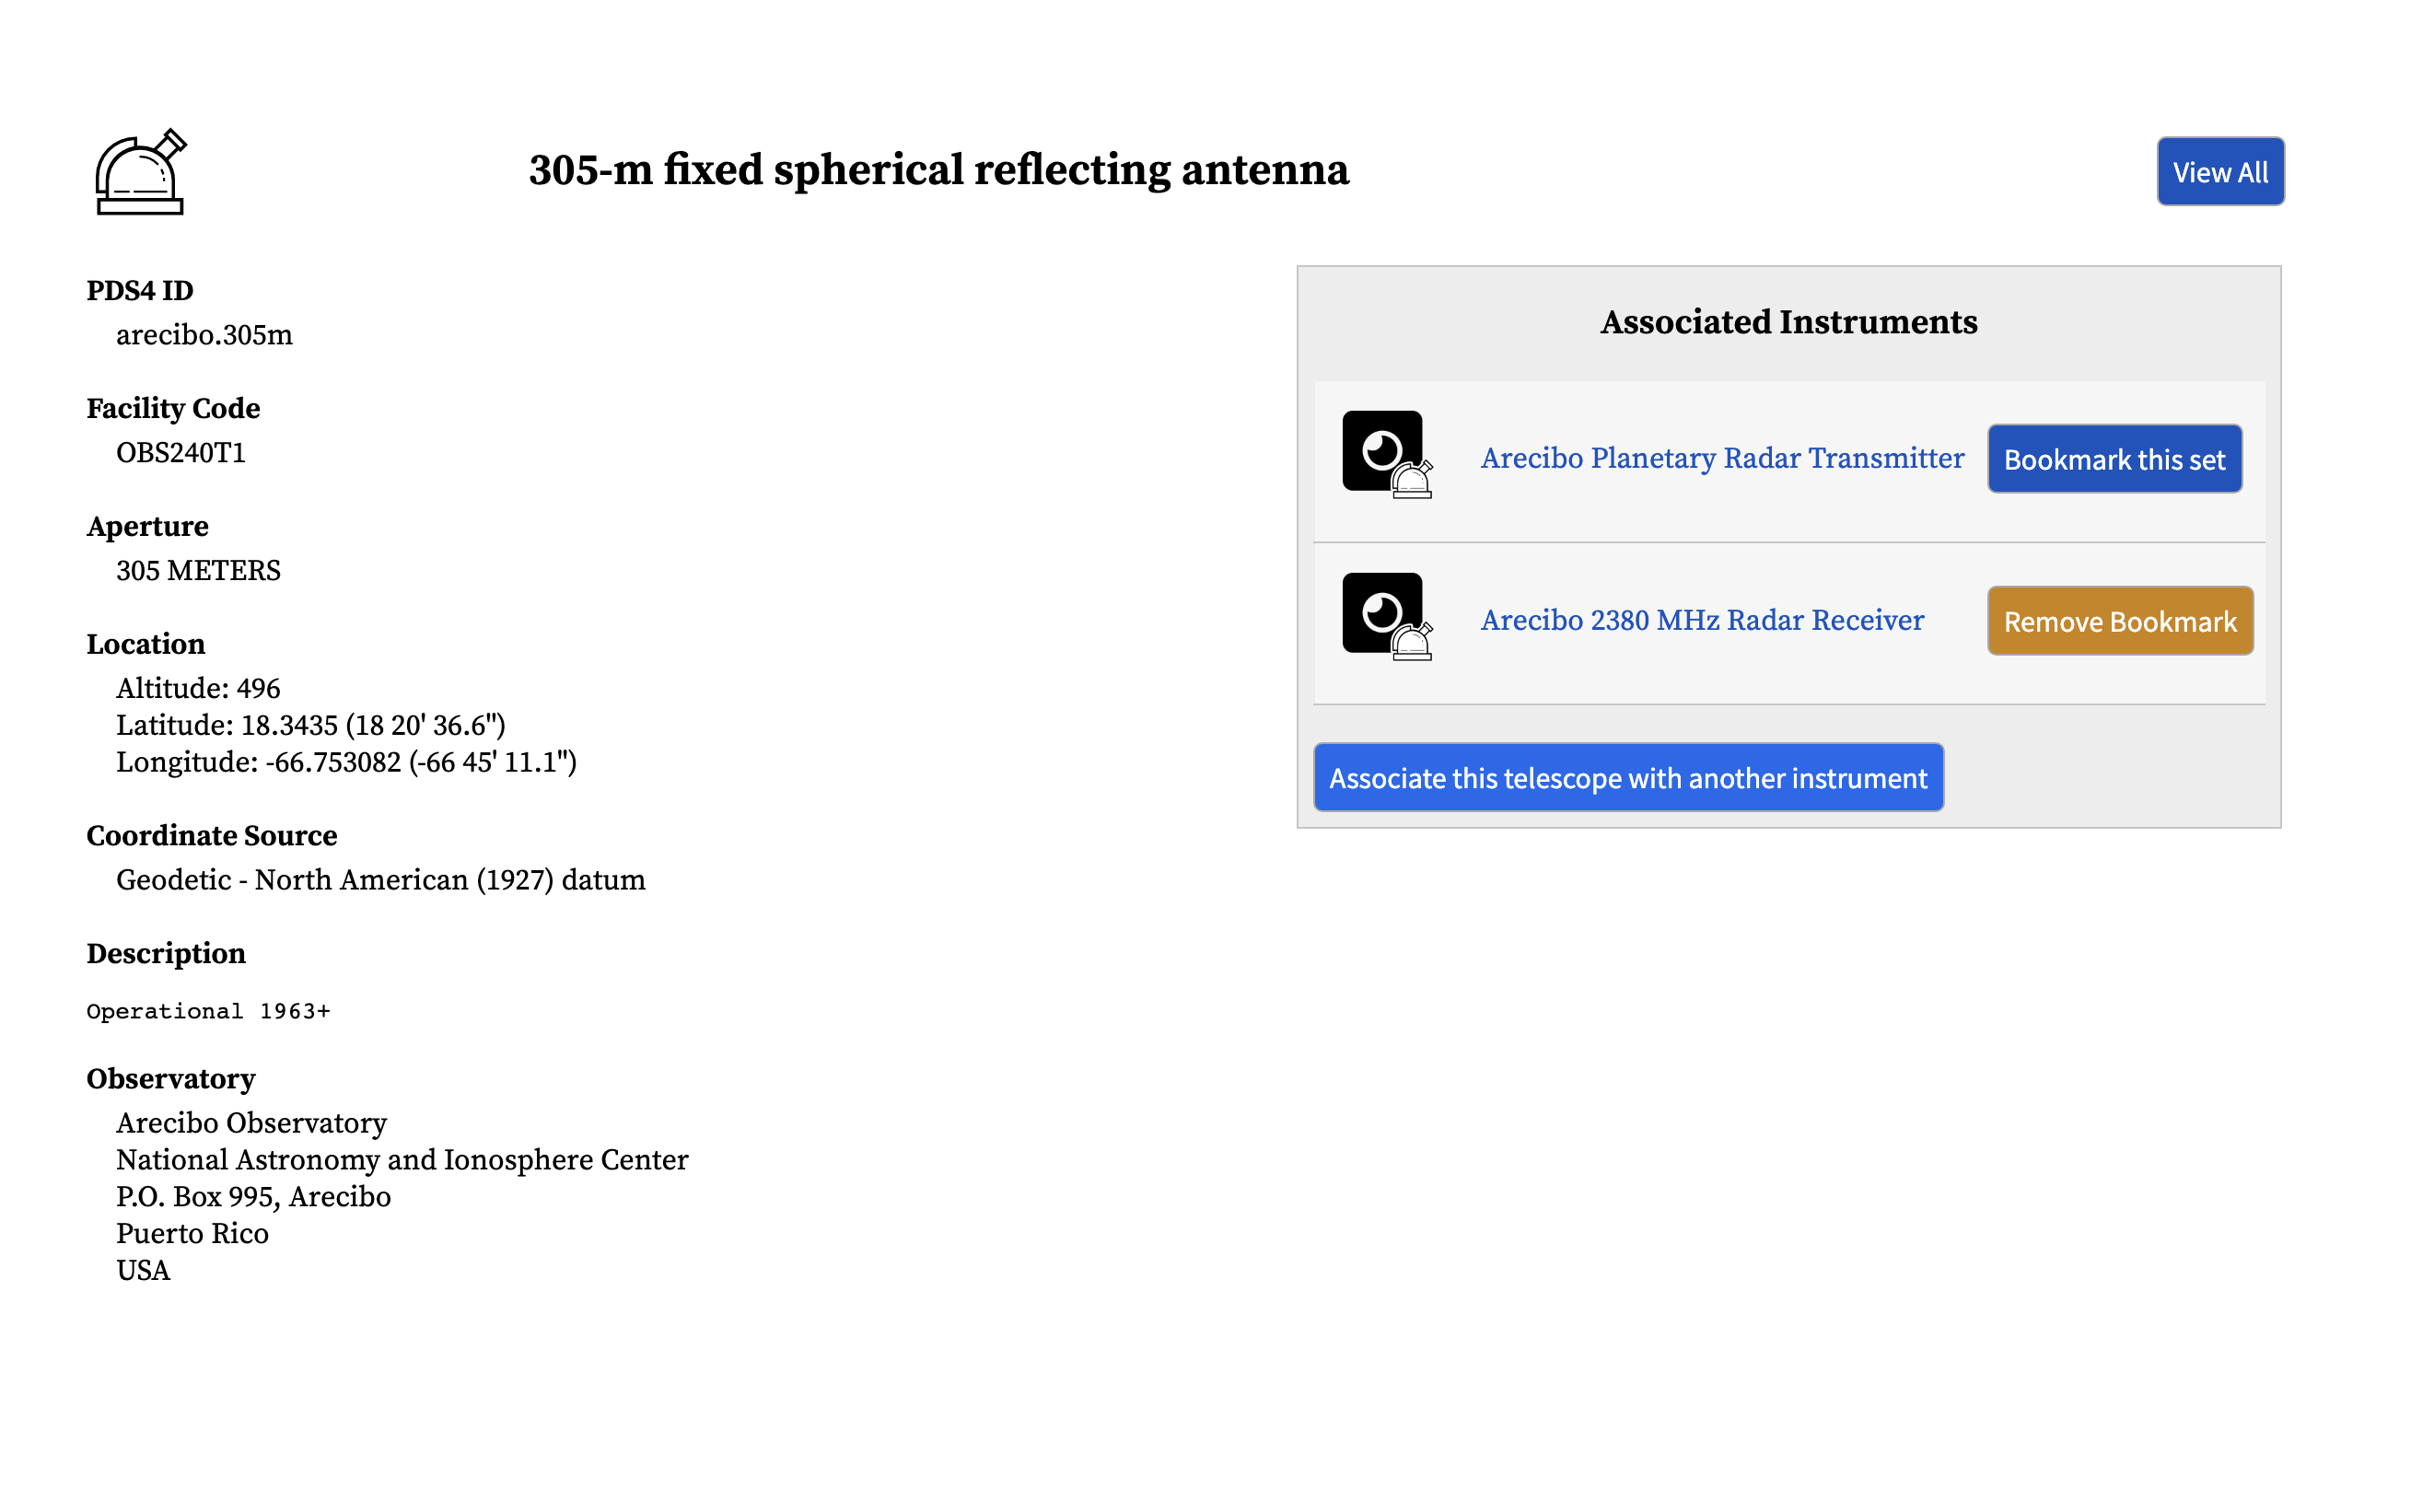 305-m fixed spherical reflecting antenna
View All
PDS4 ID
arecibo.305m
Facility Code
OBS240T1
Aperture
305 METERS
Location
Altitude: 496
Latitude: 18.3435 (18 20' 36.6")
Longitude: -66.753082 (-66 45' 11.1")
Coordinate Source
Geodetic - North American (1927) datum
Description
Operational 1963+
Observatory
Arecibo Observatory
National Astronomy and Ionosphere Center
P.O. Box 995, Arecibo
Puerto Rico
USA
Associated Instruments
Arecibo Planetary Radar Transmitter
Bookmark this set
Arecibo 2380 MHz Radar Receiver
Remove Bookmark
Associate this telescope with another instrument